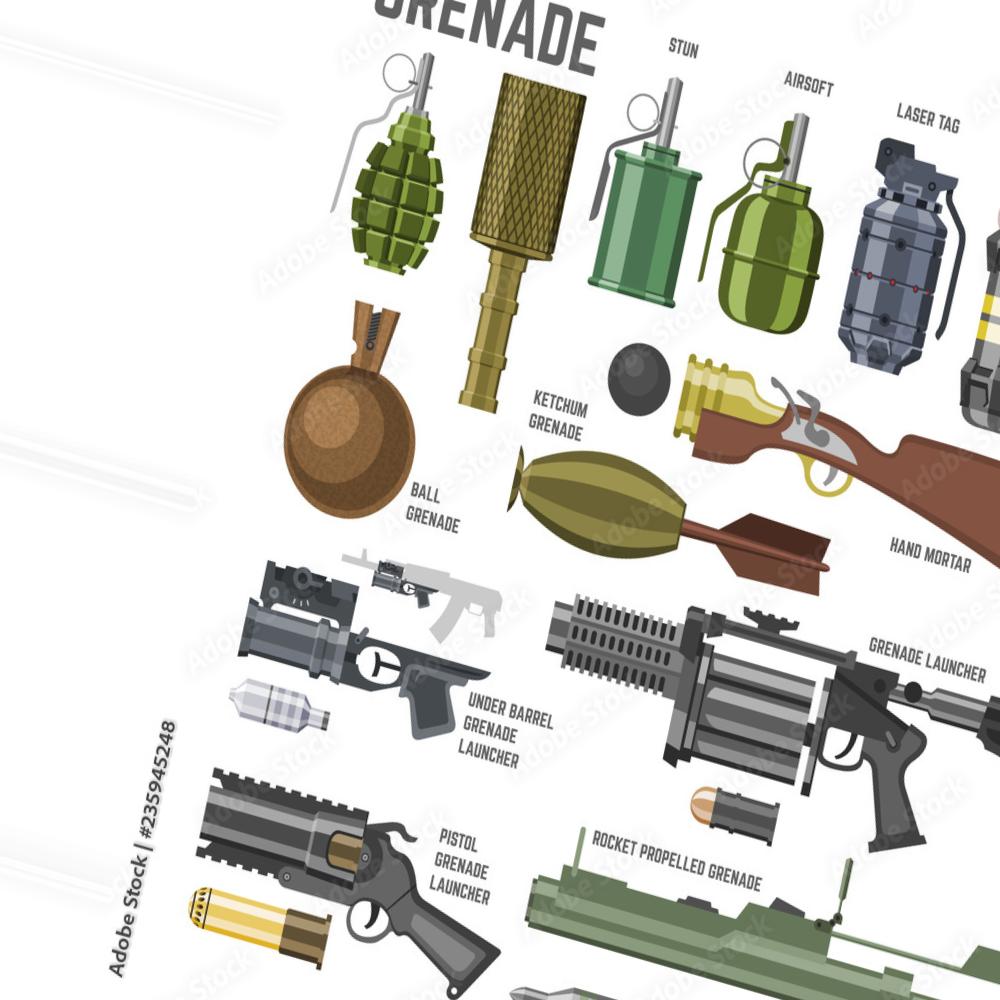 GRENADE
STUN
AIRSOFT
LASER TAG
KETCHUM
GRENADE
BALL
GRENADE
HAND MORTAR
GRENADE LAUNCHER
UNDER BARREL
GRENADE
LAUNCHER
PISTOL
GRENADE
LAUNCHER
ROCKET PROPELLED GRENADE
Adobe Stock | #235945248